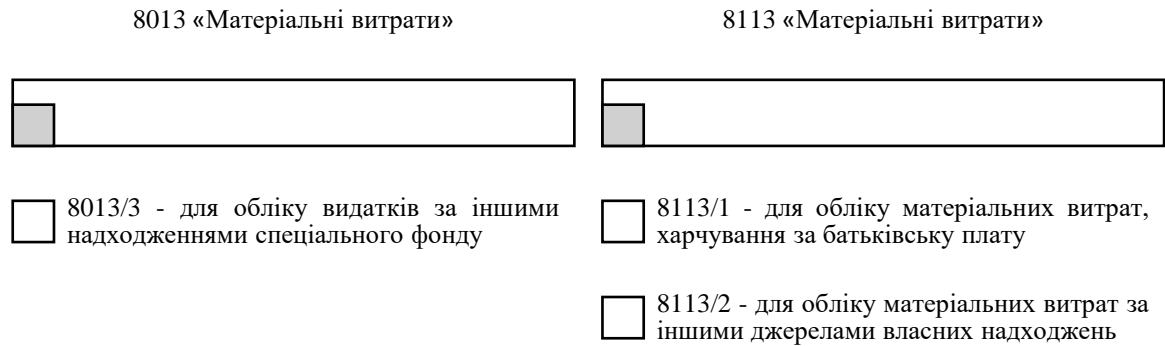 8013 «Матеріальні витрати»
8113 «Матеріальні витрати»
8013/3 - для обліку видатків за іншими
надходженнями спеціального фонду
8113/1 - для обліку матеріальних витрат,
харчування за батьківську плату
8113/2 - для обліку матеріальних витрат за
іншими джерелами власних надходжень